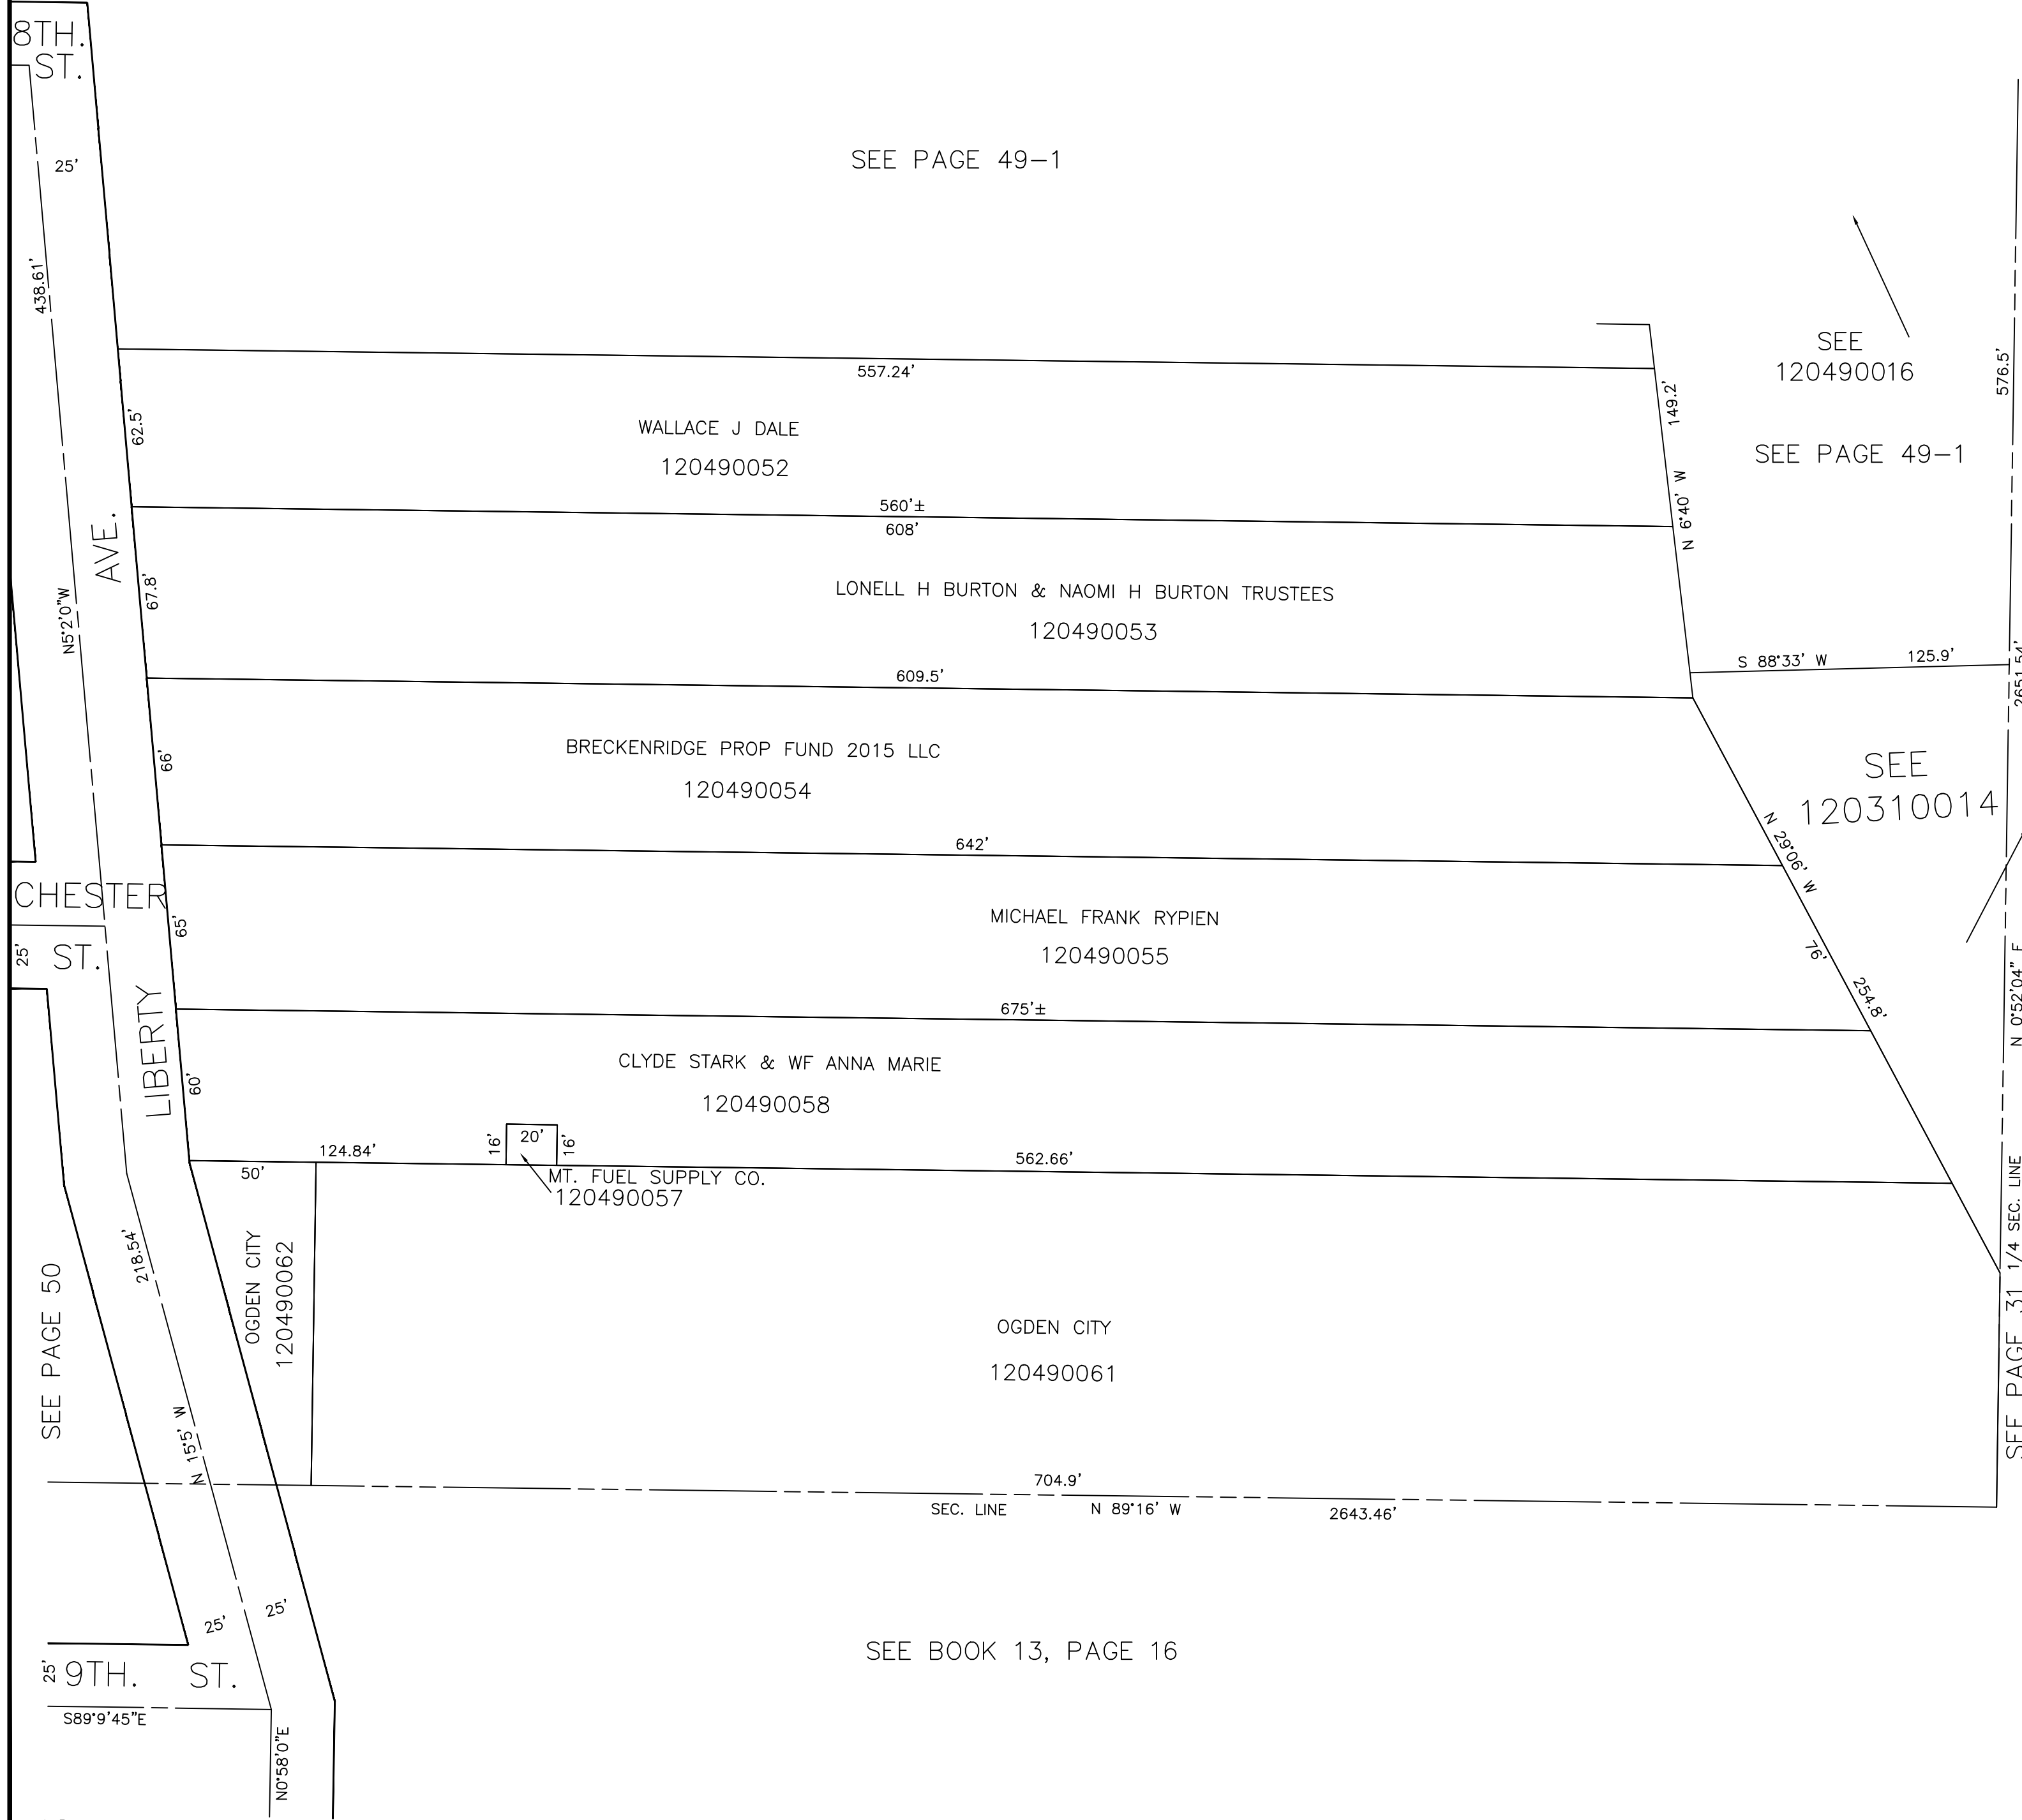 8TH.
ST.
25'
SEE PAGE 49-1
438.61'
SEE
120490016
576.5'
557.24'
149.2'
62.5'
WALLACE J DALE
120490052
SEE PAGE 49-1
560'±
608'
N 6°40' W
AVE.
67.8'
N5°2'0"W
LONELL H BURTON & NAOMI H BURTON TRUSTEES
120490053
S 88°33' W
125.9'
2651.54'
609.5'
66'
BRECKENRIDGE PROP FUND 2015 LLC
120490054
SEE
120310014
N 29°06' W
642'
CHESTER
ST.
25'
65'
MICHAEL FRANK RYPIEN
120490055
76'
254.8'
N 0°52'04" E
675'±
LIBERTY
60'
CLYDE STARK & WF ANNA MARIE
120490058
16'
20'
16'
124.84'
562.66'
50'
MT. FUEL SUPPLY CO.
120490057
218.54'
OGDEN CITY
120490062
SEE PAGE 50
OGDEN CITY
120490061
1/4 SEC. LINE
SEE PAGE 31
N 15°5' W
704.9'
SEC. LINE
N 89°16' W
2643.46'
25'
25'
SEE BOOK 13, PAGE 16
25'
9TH. ST.
S89°9'45"E
N0°58'0"E